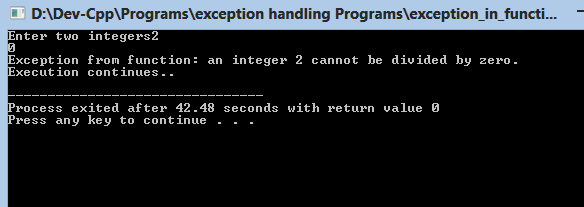 D:\Dev-Cpp\Programs\exception handling Programs\exception_in_functi...
Enter two integers2
0
Exception from function: an integer 2 cannot be divided by zero.
Execution continues..
--------------------------------
Process exited after 42.48 seconds with return value 0
Press any key to continue . . .